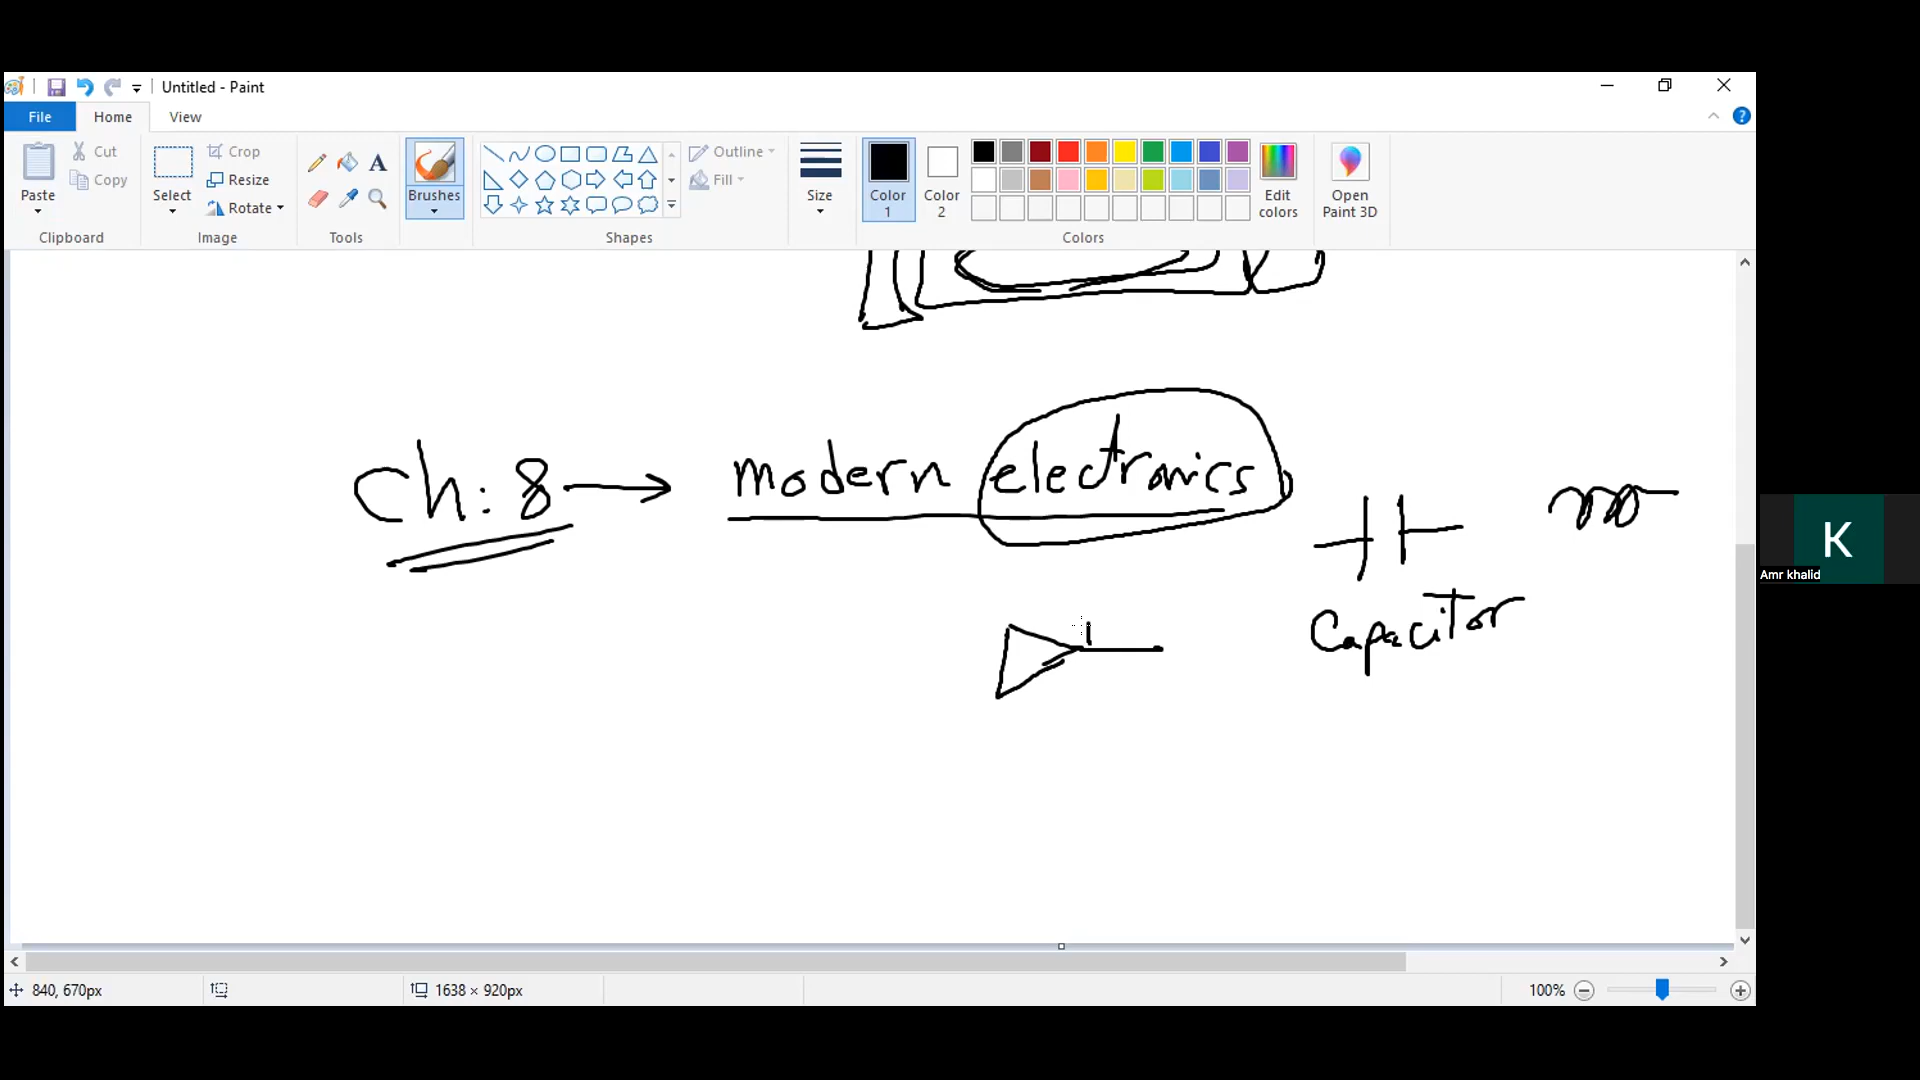 Untitled - Paint
File Home View
Paste
Cut
Copy
Clipboard
Select
Crop
Resize
Rotate
Image
Tools
Brushes
Shapes
Outline
Fill
Size
Color 1
Color 2
Edit colors
Open Paint 3D
Colors
Ch: 8 → modern electronics
Capacitor
K
Amr khalid
840, 670px
1638 × 920px
100%